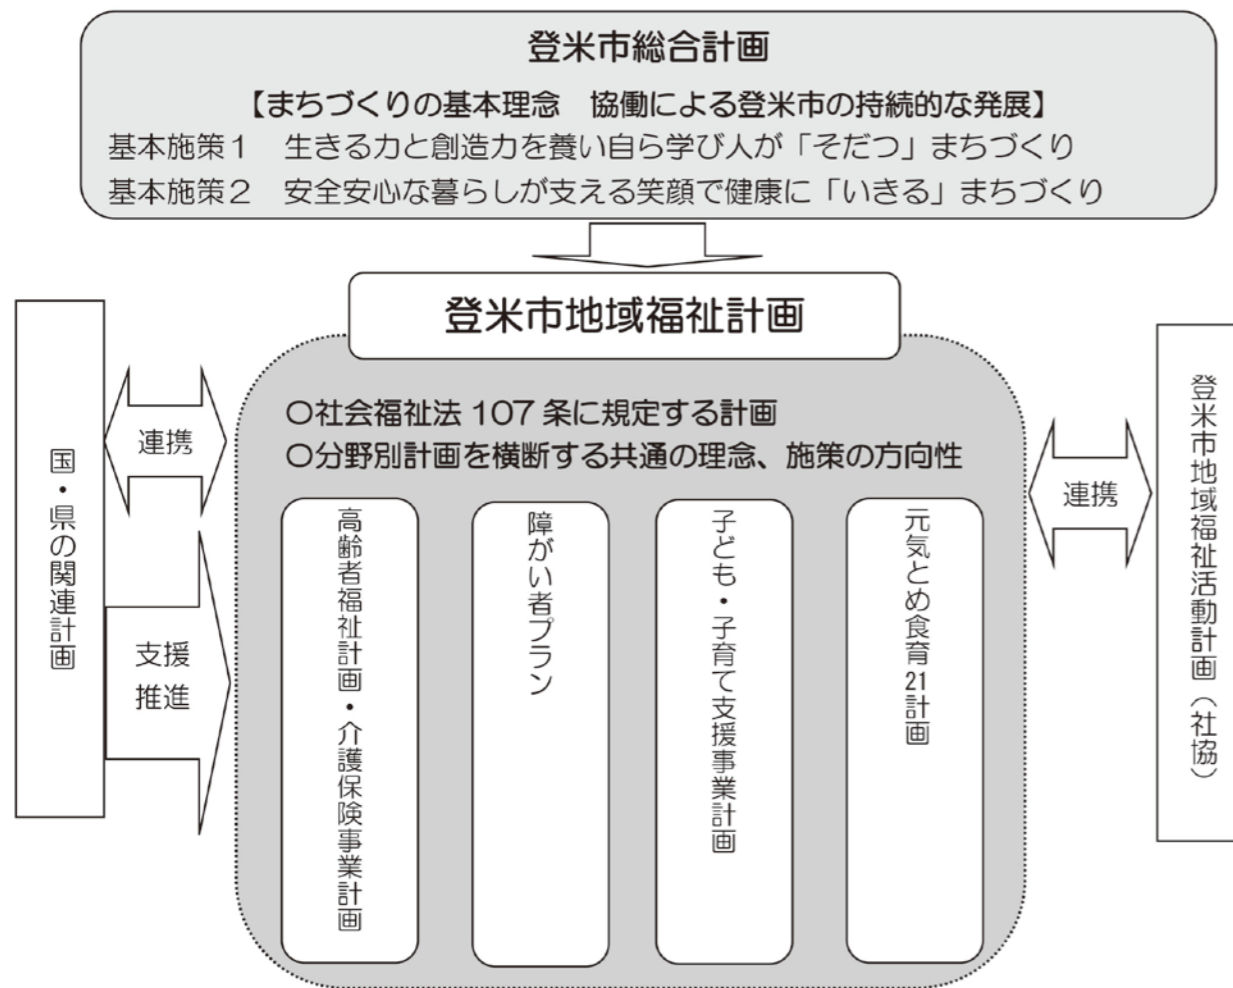 登米市総合計画
【まちづくりの基本理念　協働による登米市の持続的な発展】
基本施策１　生きる力と創造力を養い自ら学び人が「そだつ」まちづくり
基本施策２　安全安心な暮らしが支える笑顔で健康に「いきる」まちづくり
登米市地域福祉計画
○社会福祉法 107 条に規定する計画
○分野別計画を横断する共通の理念、施策の方向性
国・県の関連計画
連携
支援
推進
高齢者福祉計画・介護保険事業計画
障がい者プラン
子ども・子育て支援事業計画
元気とめ食育21計画
連携
登米市地域福祉活動計画（社協）